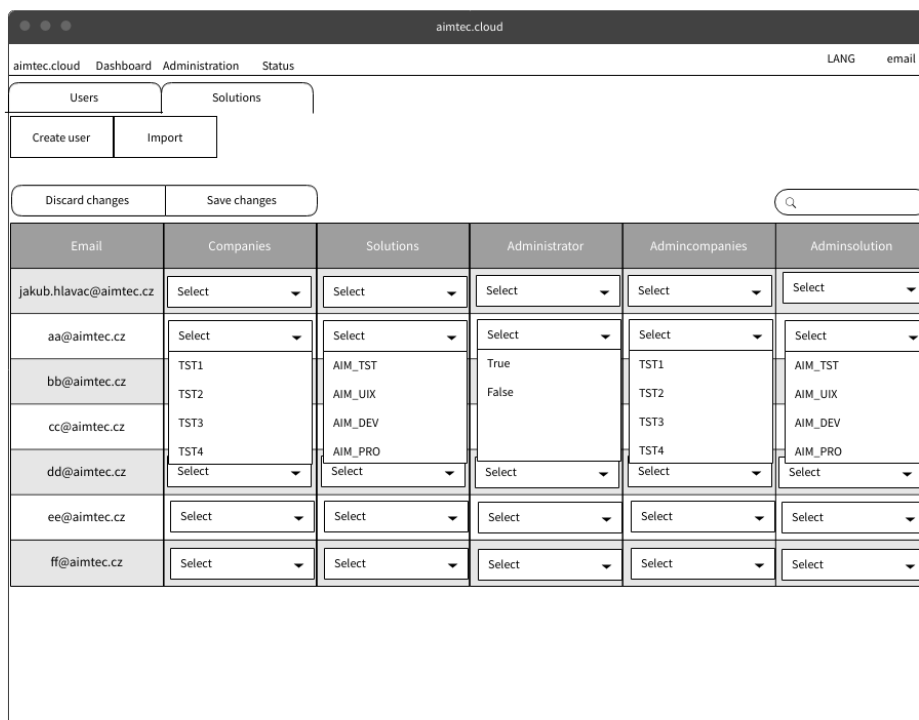 aimtec.cloud
LANG email
aimtec.cloud Dashboard Administration Status
Users Solutions
Create user Import
Discard changes Save changes
Email Companies Solutions Administrator Admincompanies Adminsolution
jakub.hlavac@aimtec.cz Select Select Select Select Select
aa@aimtec.cz Select Select Select Select Select
TST1 AIM_TST True TST1 AIM_TST
bb@aimtec.cz
TST2 AIM_UIX False TST2 AIM_UIX
cc@aimtec.cz TST3 AIM_DEV TST3 AIM_DEV
TST4 AIM_PRO TST4 AIM_PRO
dd@aimtec.cz Select Select Select Select Select
ee@aimtec.cz Select Select Select Select Select
ff@aimtec.cz Select Select Select Select Select